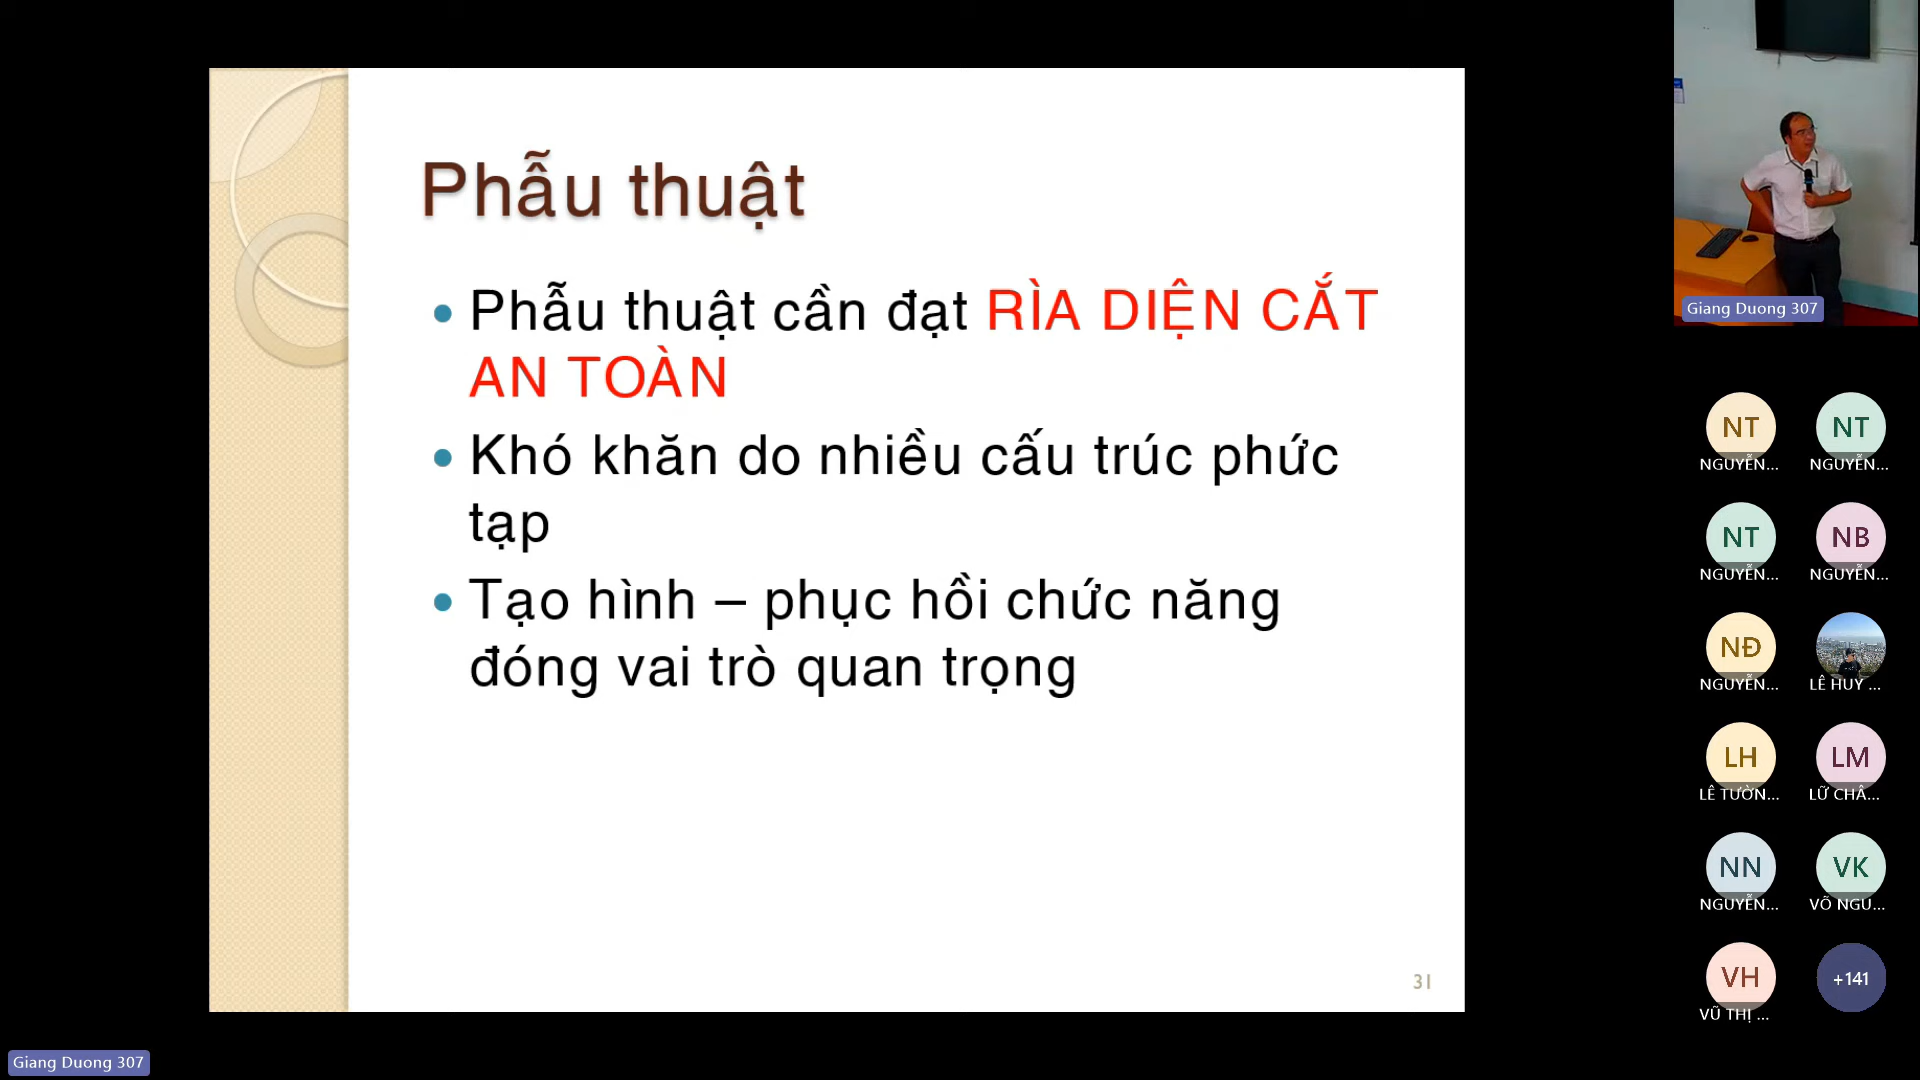 Phẫu thuật
Phẫu thuật cần đạt RÌA DIỆN CẮT
AN TOÀN
Khó khăn do nhiều cấu trúc phức
tạp
Tạo hình – phục hồi chức năng
đóng vai trò quan trọng
31
Giang Duong 307
Giang Duong 307
NT
NT
NGUYỄN...
NGUYỄN...
NT
NB
NGUYỄN...
NGUYỄN...
NĐ
NGUYỄN...
LÊ HUY ...
LH
LM
LÊ TƯỜN...
LỮ CHÂ...
NN
VK
NGUYỄN...
VÕ NGU...
VH
+141
VŨ THỊ ...